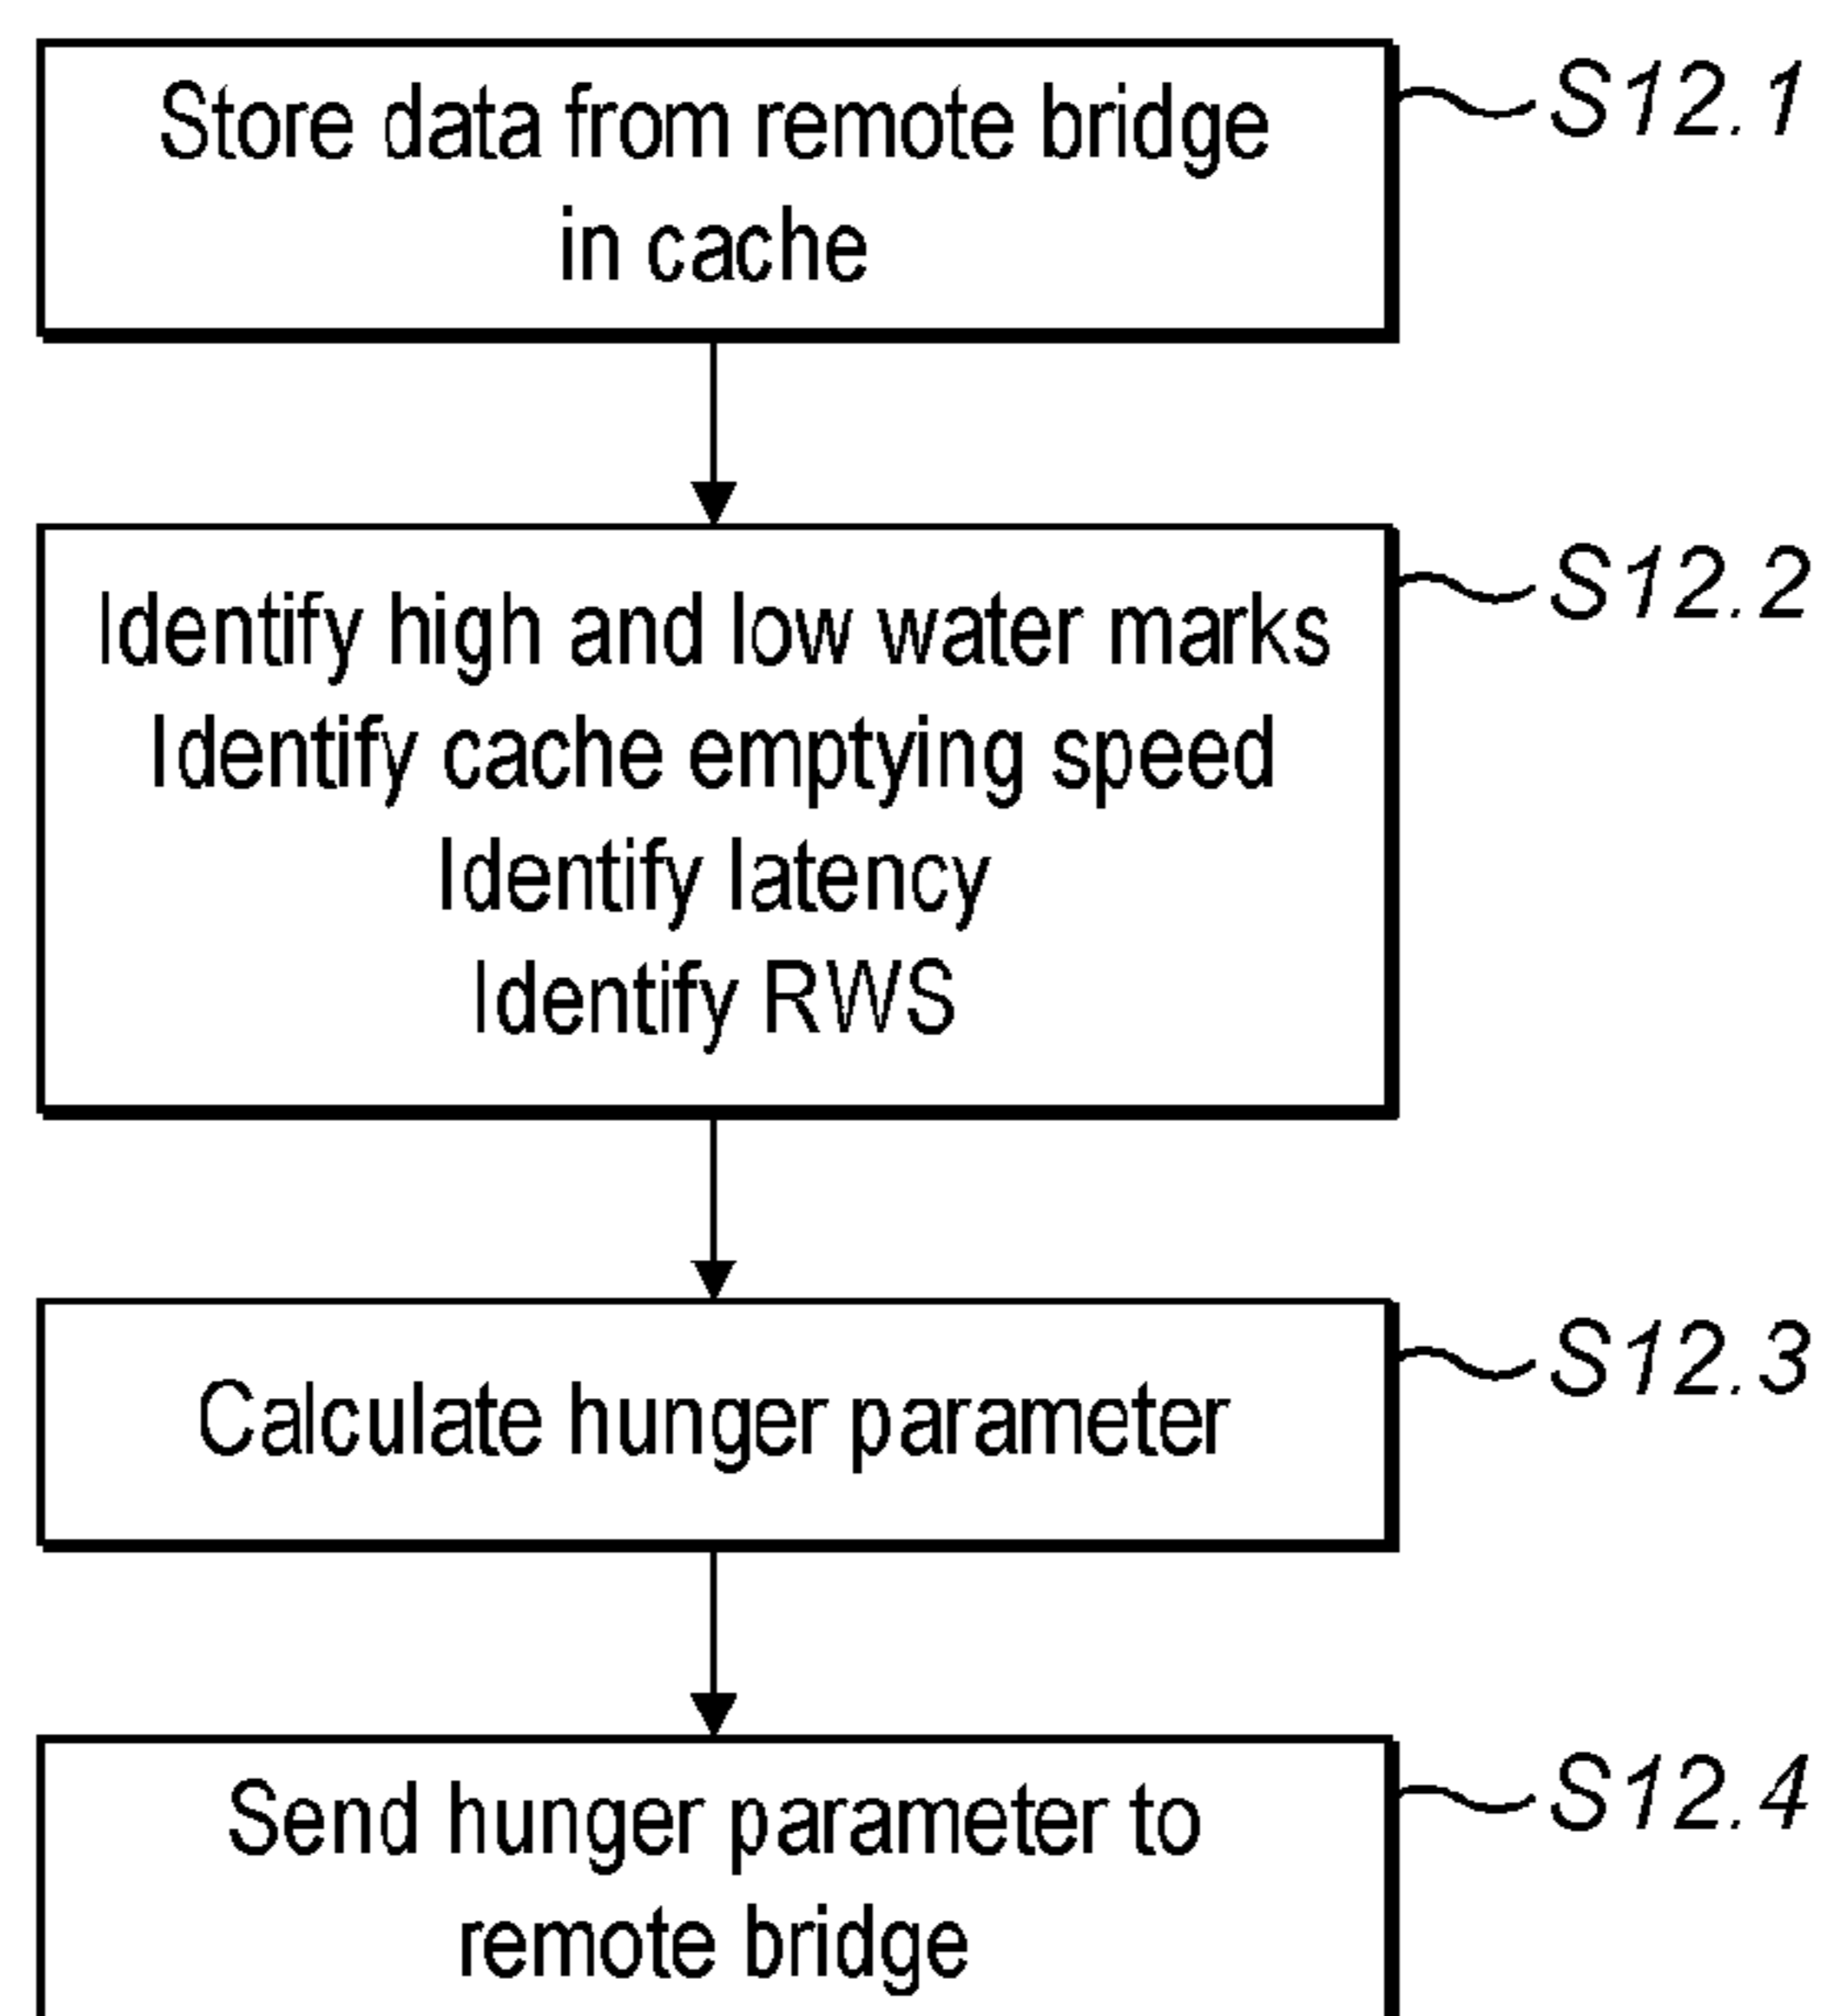 Store data from remote bridge
in cache
S12.1
Identify high and low water marks
Identify cache emptying speed
Identify latency
Identify RWS
S12.2
Calculate hunger parameter
S12.3
Send hunger parameter to
remote bridge
S12.4